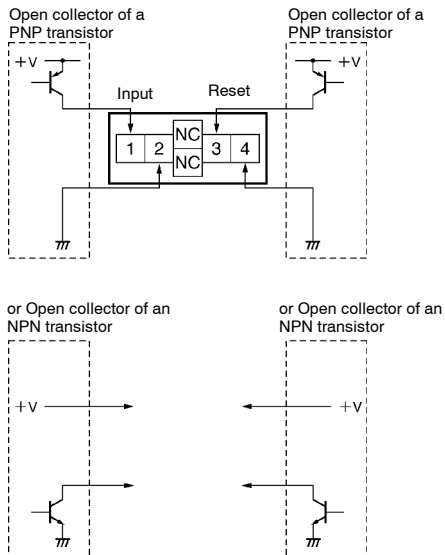 Open collector of a
PNP transistor
Open collector of a
PNP transistor
+V
+V
Input
Reset
NC
1 2 3 4
NC
or Open collector of an
NPN transistor
or Open collector of an
NPN transistor
+V
+V